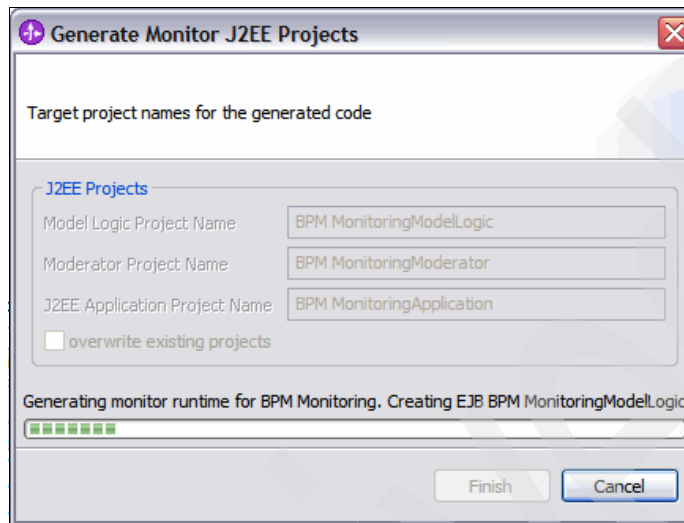 Generate Monitor J2EE Projects
Target project names for the generated code
J2EE Projects
Model Logic Project Name
BPM MonitoringModelLogic
Moderator Project Name
BPM MonitoringModerator
J2EE Application Project Name
BPM MonitoringApplication
overwrite existing projects
Generating monitor runtime for BPM Monitoring. Creating EJB BPM MonitoringModelLogic
Finish
Cancel